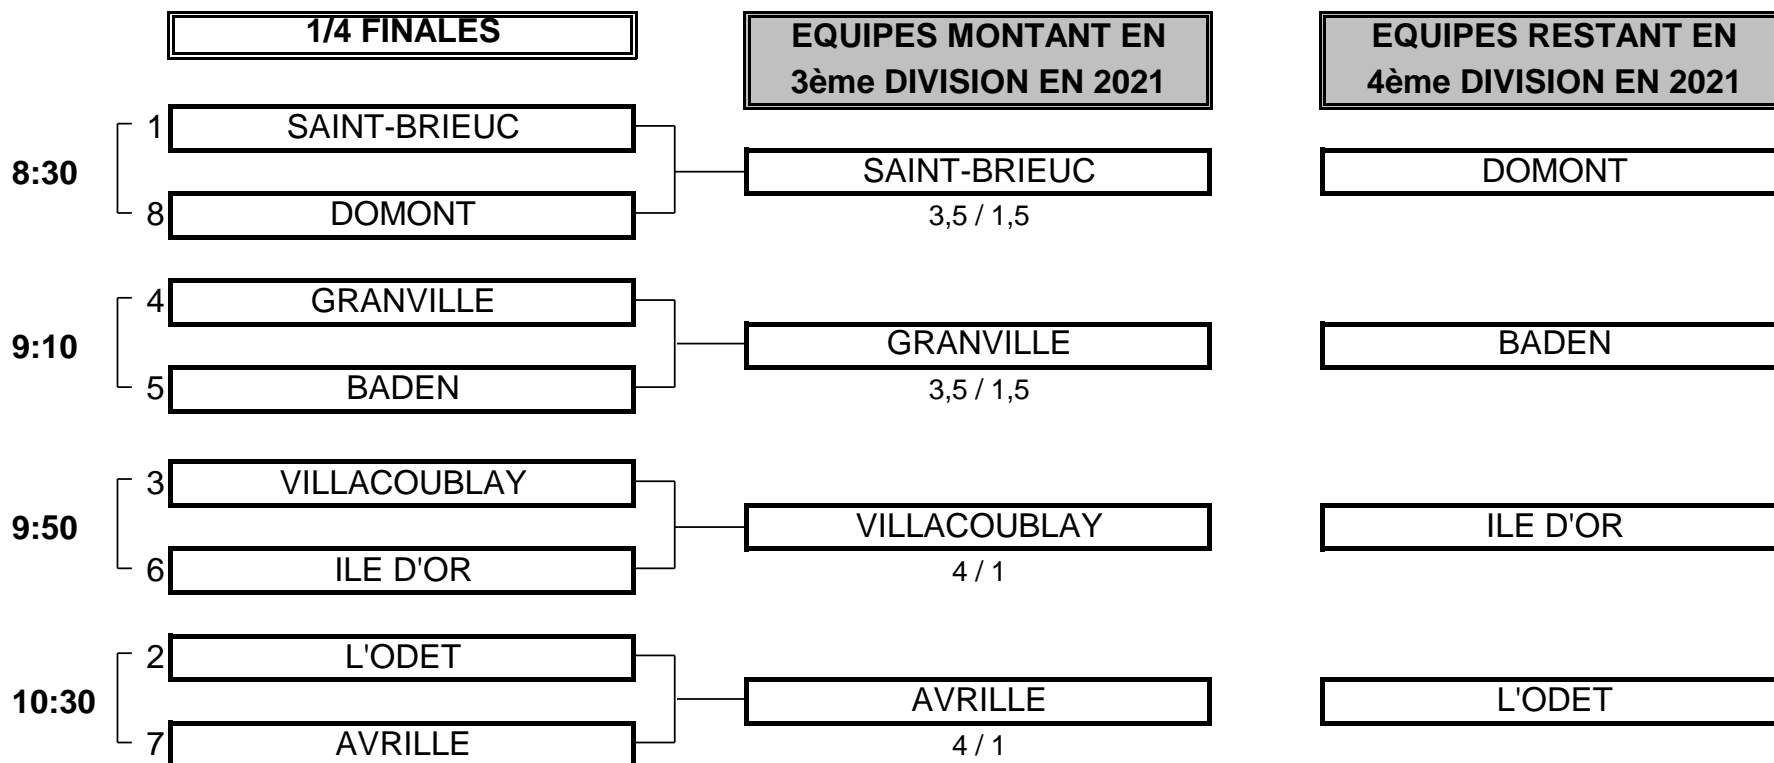 1/4 FINALES
EQUIPES MONTANT EN
3ème DIVISION EN 2021
EQUIPES RESTANT EN
4ème DIVISION EN 2021
8:30
1 SAINT-BRIEUC
8 DOMONT
SAINT-BRIEUC
3,5 / 1,5
DOMONT
9:10
4 GRANVILLE
5 BADEN
GRANVILLE
3,5 / 1,5
BADEN
9:50
3 VILLACOUBLAY
6 ILE D'OR
VILLACOUBLAY
4 / 1
ILE D'OR
10:30
2 L'ODET
7 AVRILLE
AVRILLE
4 / 1
L'ODET